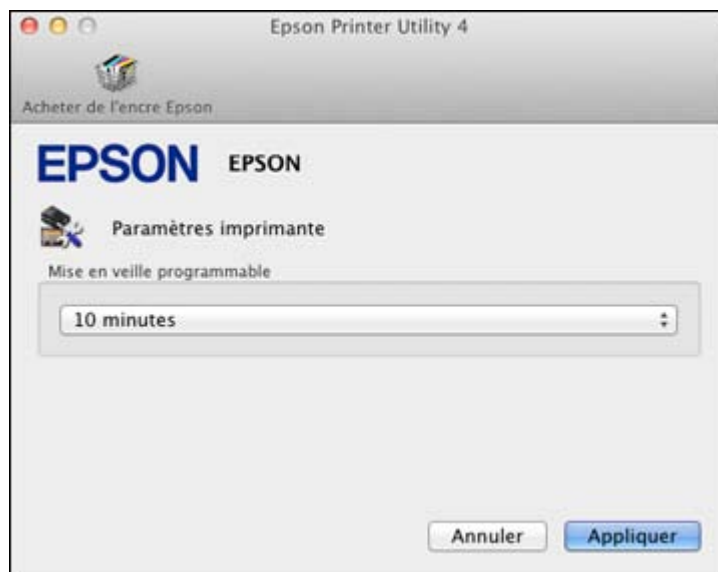 Epson Printer Utility 4
Acheter de l'encre Epson
EPSON EPSON
Paramètres imprimante
Mise en veille programmable
10 minutes
Annuler Appliquer